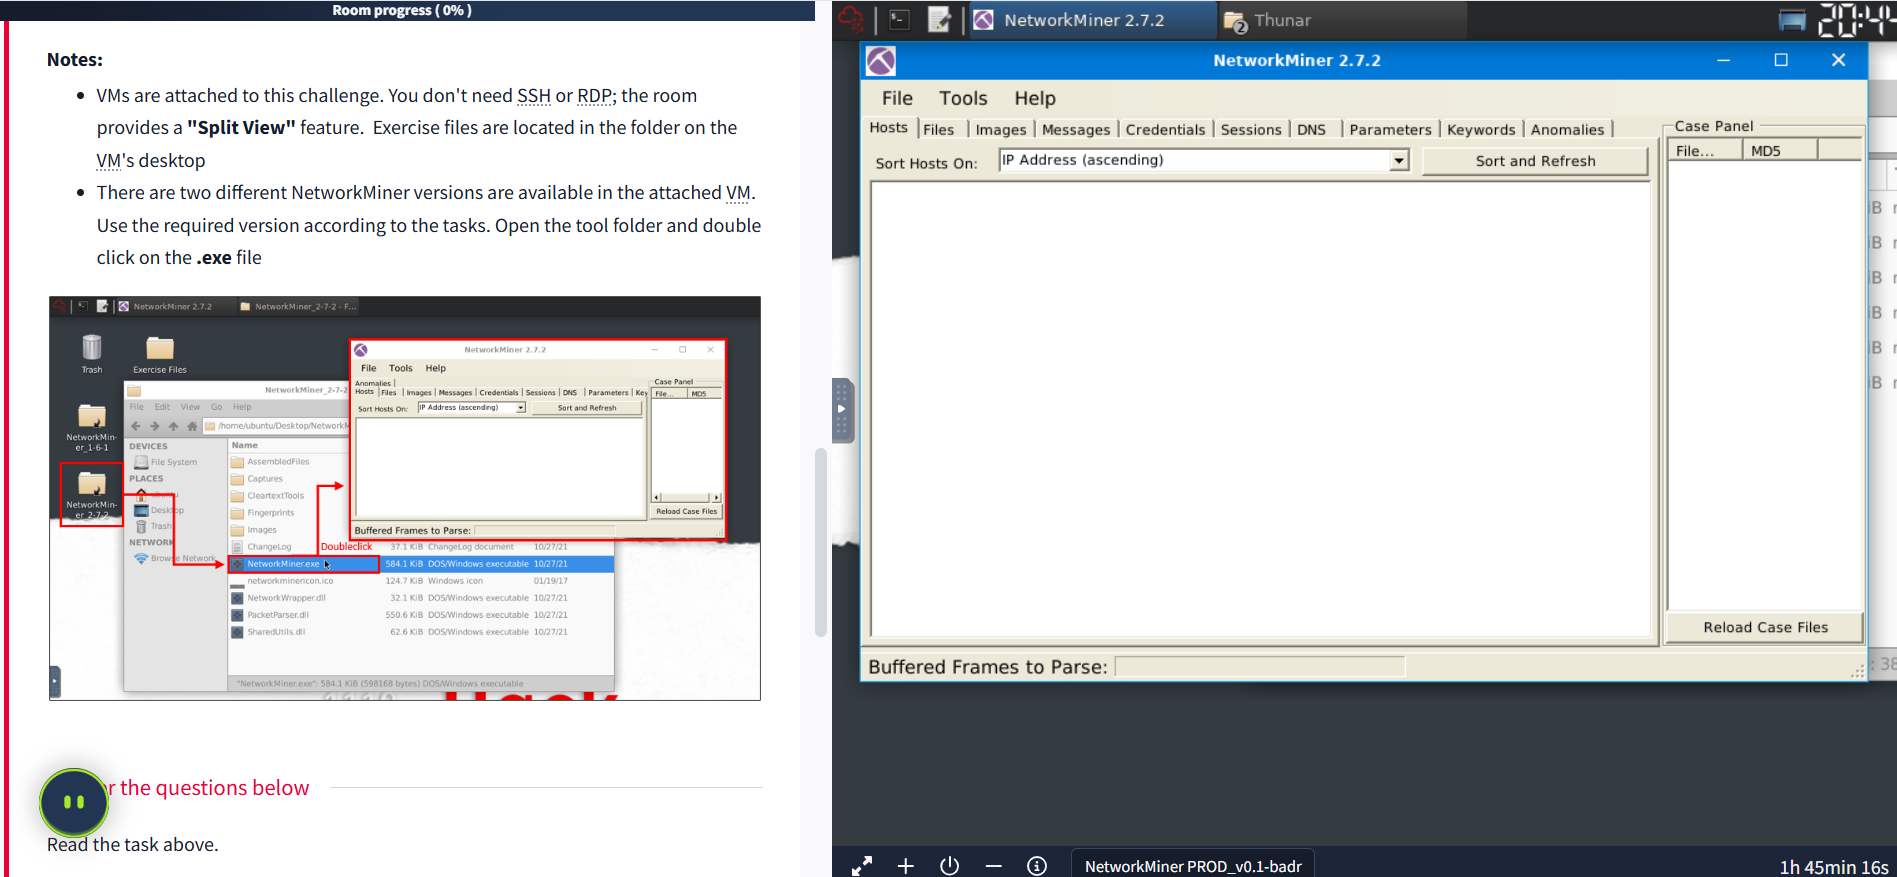 Room progress ( 0% )
Notes:
VMs are attached to this challenge. You don't need SSH or RDP; the room
provides a "Split View" feature.  Exercise files are located in the folder on the
VM's desktop
There are two different NetworkMiner versions are available in the attached VM.
Use the required version according to the tasks. Open the tool folder and double
click on the .exe file
NetworkMiner 2.7.2
NetworkMiner_2-7-2 - F...
Trash
Exercise Files
NetworkMin-
er_1-6-1
NetworkMin-
er_2-7-2
NetworkMiner_2-7-2
File Edit View Go Help
/home/ubuntu/Desktop/NetworkM
DEVICES
File System
PLACES
ubuntu
Desktop
Trash
NETWORK
Browse Network
Name
AssembledFiles
Captures
CleartextTools
Fingerprints
Images
ChangeLog 37.1 KiB ChangeLog document 10/27/21
Doubleclick
NetworkMiner.exe 584.1 KiB DOS/Windows executable 10/27/21
networkminericon.ico 124.7 KiB Windows icon 01/19/17
NetworkWrapper.dll 32.1 KiB DOS/Windows executable 10/27/21
PacketParser.dll 550.6 KiB DOS/Windows executable 10/27/21
SharedUtils.dll 62.6 KiB DOS/Windows executable 10/27/21
"NetworkMiner.exe": 584.1 KiB (598168 bytes) DOS/Windows executable
NetworkMiner 2.7.2
File Tools Help
Anomalies
Hosts Files Images Messages Credentials Sessions DNS Parameters Key
Sort Hosts On: IP Address (ascending) Sort and Refresh
Case Panel
File... MD5
Reload Case Files
Buffered Frames to Parse:
r the questions below
Read the task above.
NetworkMiner 2.7.2
2 Thunar
20:4
NetworkMiner 2.7.2
File Tools Help
Hosts Files Images Messages Credentials Sessions DNS Parameters Keywords Anomalies
Sort Hosts On: IP Address (ascending) Sort and Refresh
Case Panel
File... MD5
Reload Case Files
Buffered Frames to Parse:
: 38
NetworkMiner PROD_v0.1-badr
1h 45min 16s